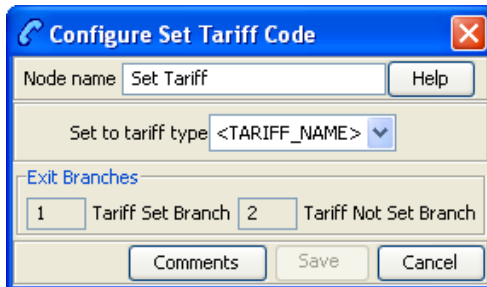 Configure Set Tariff Code
Node name Set Tariff Help
Set to tariff type <TARIFF_NAME>
Exit Branches
1 Tariff Set Branch 2 Tariff Not Set Branch
Comments Save Cancel